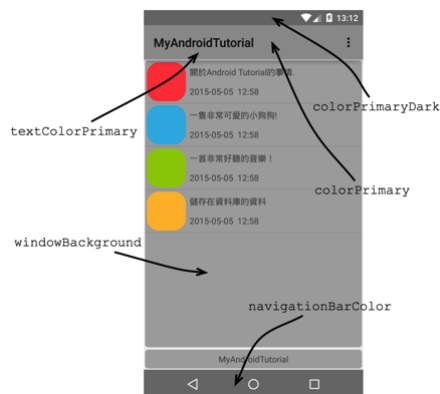 13:12
MyAndroidTutorial
關於Android Tutorial的事情.
2015-05-05 12:58
一隻非常可愛的小狗狗!
2015-05-05 12:58
一首非常好聽的音樂！
2015-05-05 12:58
儲存在資料庫的資料
2015-05-05 12:58
MyAndroidTutorial
colorPrimaryDark
textColorPrimary
colorPrimary
windowBackground
navigationBarColor